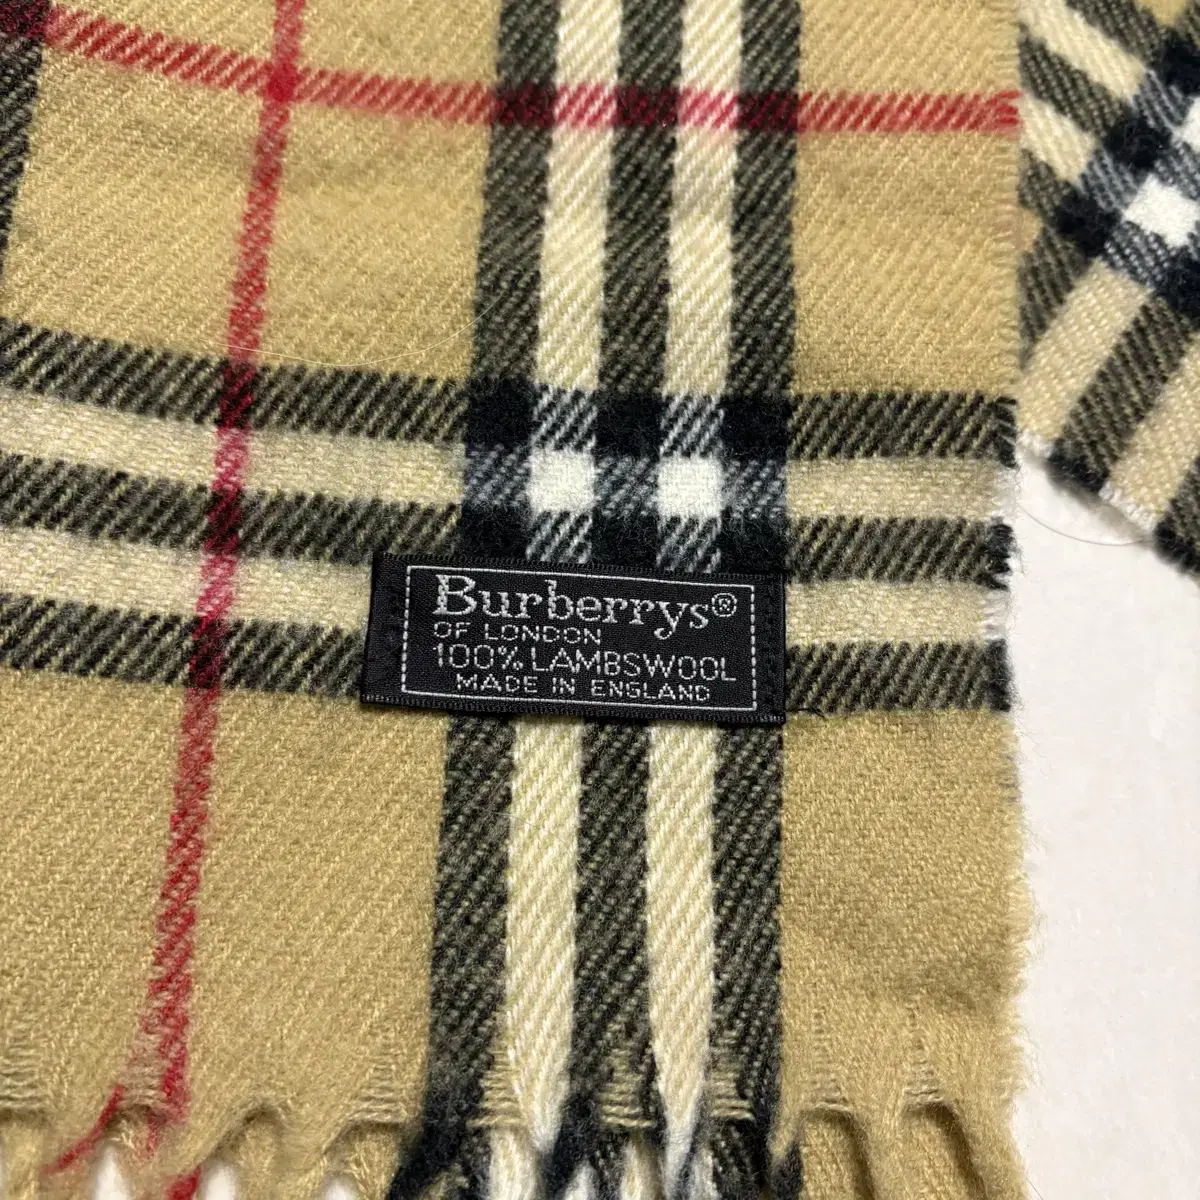 Burberrys®
OF LONDON
100% LAMBSWOOL
MADE IN ENGLAND